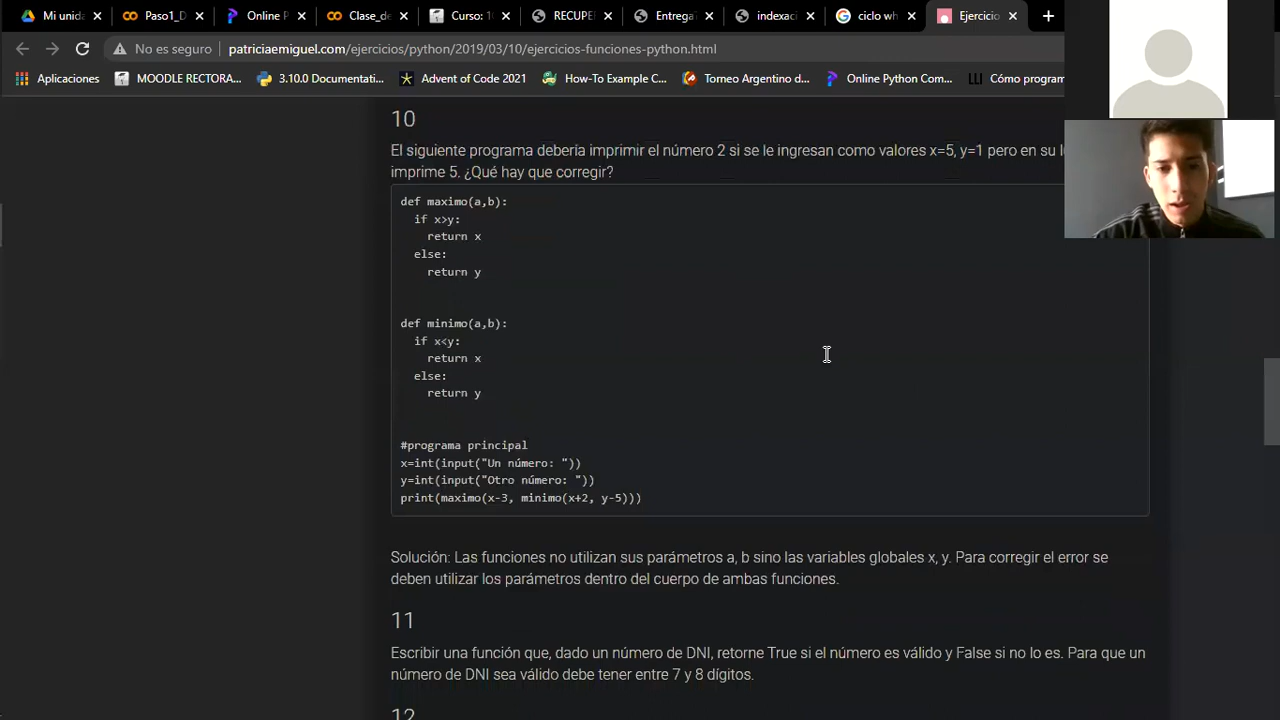 Mi unida
Paso1_D
Online P
Clase_de
Curso: 1
RECUPE
Entrega
indexaci
ciclo wh
Ejercicio
No es seguro
patriciaemiguel.com/ejercicios/python/2019/03/10/ejercicios-funciones-python.html
Aplicaciones
MOODLE RECTORA...
3.10.0 Documentati...
Advent of Code 2021
How-To Example C...
Torneo Argentino d...
Online Python Com...
Cómo program
10
El siguiente programa debería imprimir el número 2 si se le ingresan como valores x=5, y=1 pero en su l
imprime 5. ¿Qué hay que corregir?
def maximo(a,b):
if x>y:
return x
else:
return y
def minimo(a,b):
if x<y:
return x
else:
return y
#programa principal
x=int(input("Un número: "))
y=int(input("Otro número: "))
print(maximo(x-3, minimo(x+2, y-5)))
Solución: Las funciones no utilizan sus parámetros a, b sino las variables globales x, y. Para corregir el error se
deben utilizar los parámetros dentro del cuerpo de ambas funciones.
11
Escribir una función que, dado un número de DNI, retorne True si el número es válido y False si no lo es. Para que un
número de DNI sea válido debe tener entre 7 y 8 dígitos.
12